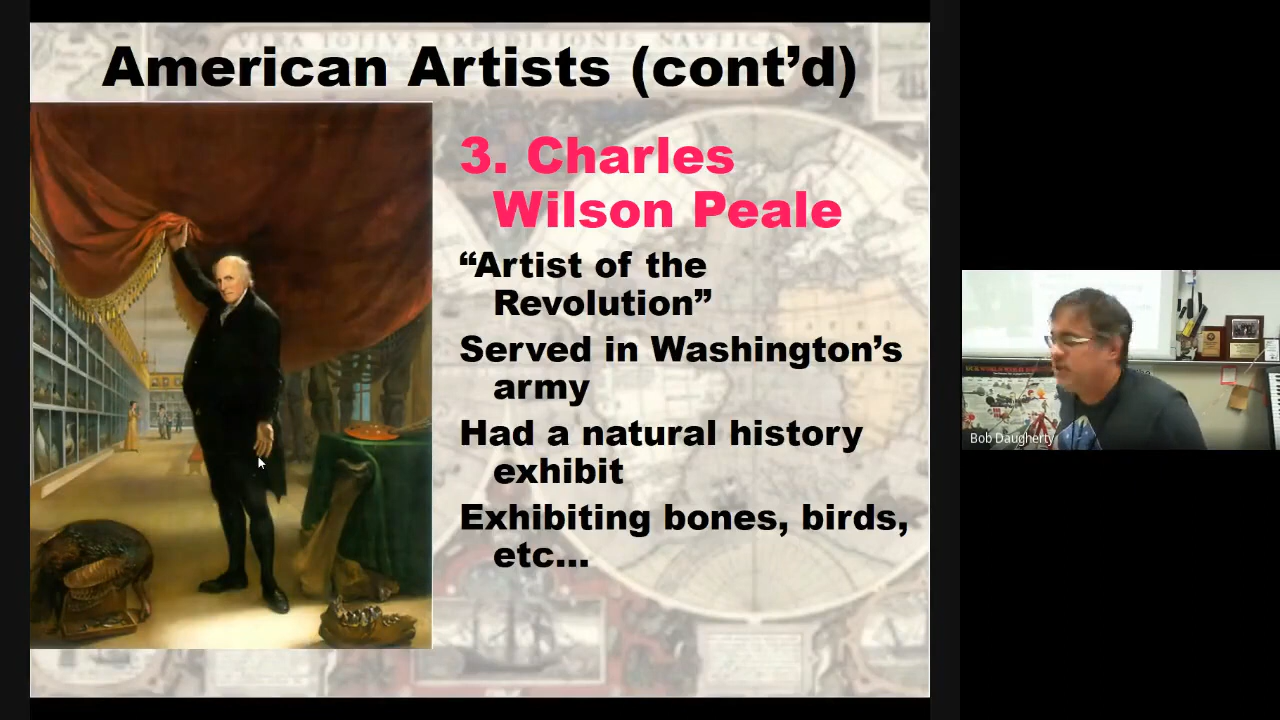 American Artists (cont’d)
3. Charles
Wilson Peale
“Artist of the
Revolution”
Served in Washington’s
army
Had a natural history
exhibit
Exhibiting bones, birds,
etc...
Bob Daugherty